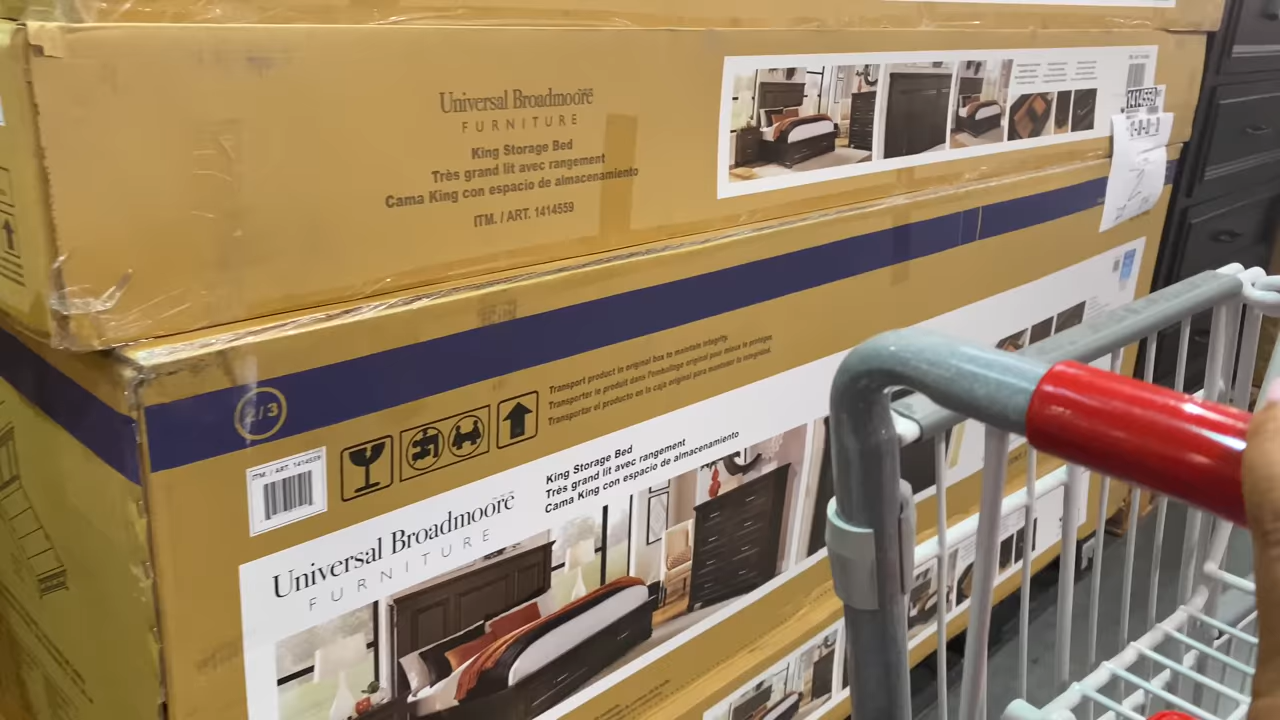 Universal Broadmoore
FURNITURE
King Storage Bed
Très grand lit avec rangement
Cama King con espacio de almacenamiento
ITM. / ART. 1414559
1414559
2/3
Transport product in original box to maintain integrity.
Transporter le produit dans l'emballage original pour mieux le protéger.
Transportar el producto en la caja original para mantener la integridad.
ITM. / ART. 1414559
King Storage Bed
Très grand lit avec rangement
Cama King con espacio de almacenamiento
Universal Broadmoore
FURNITURE